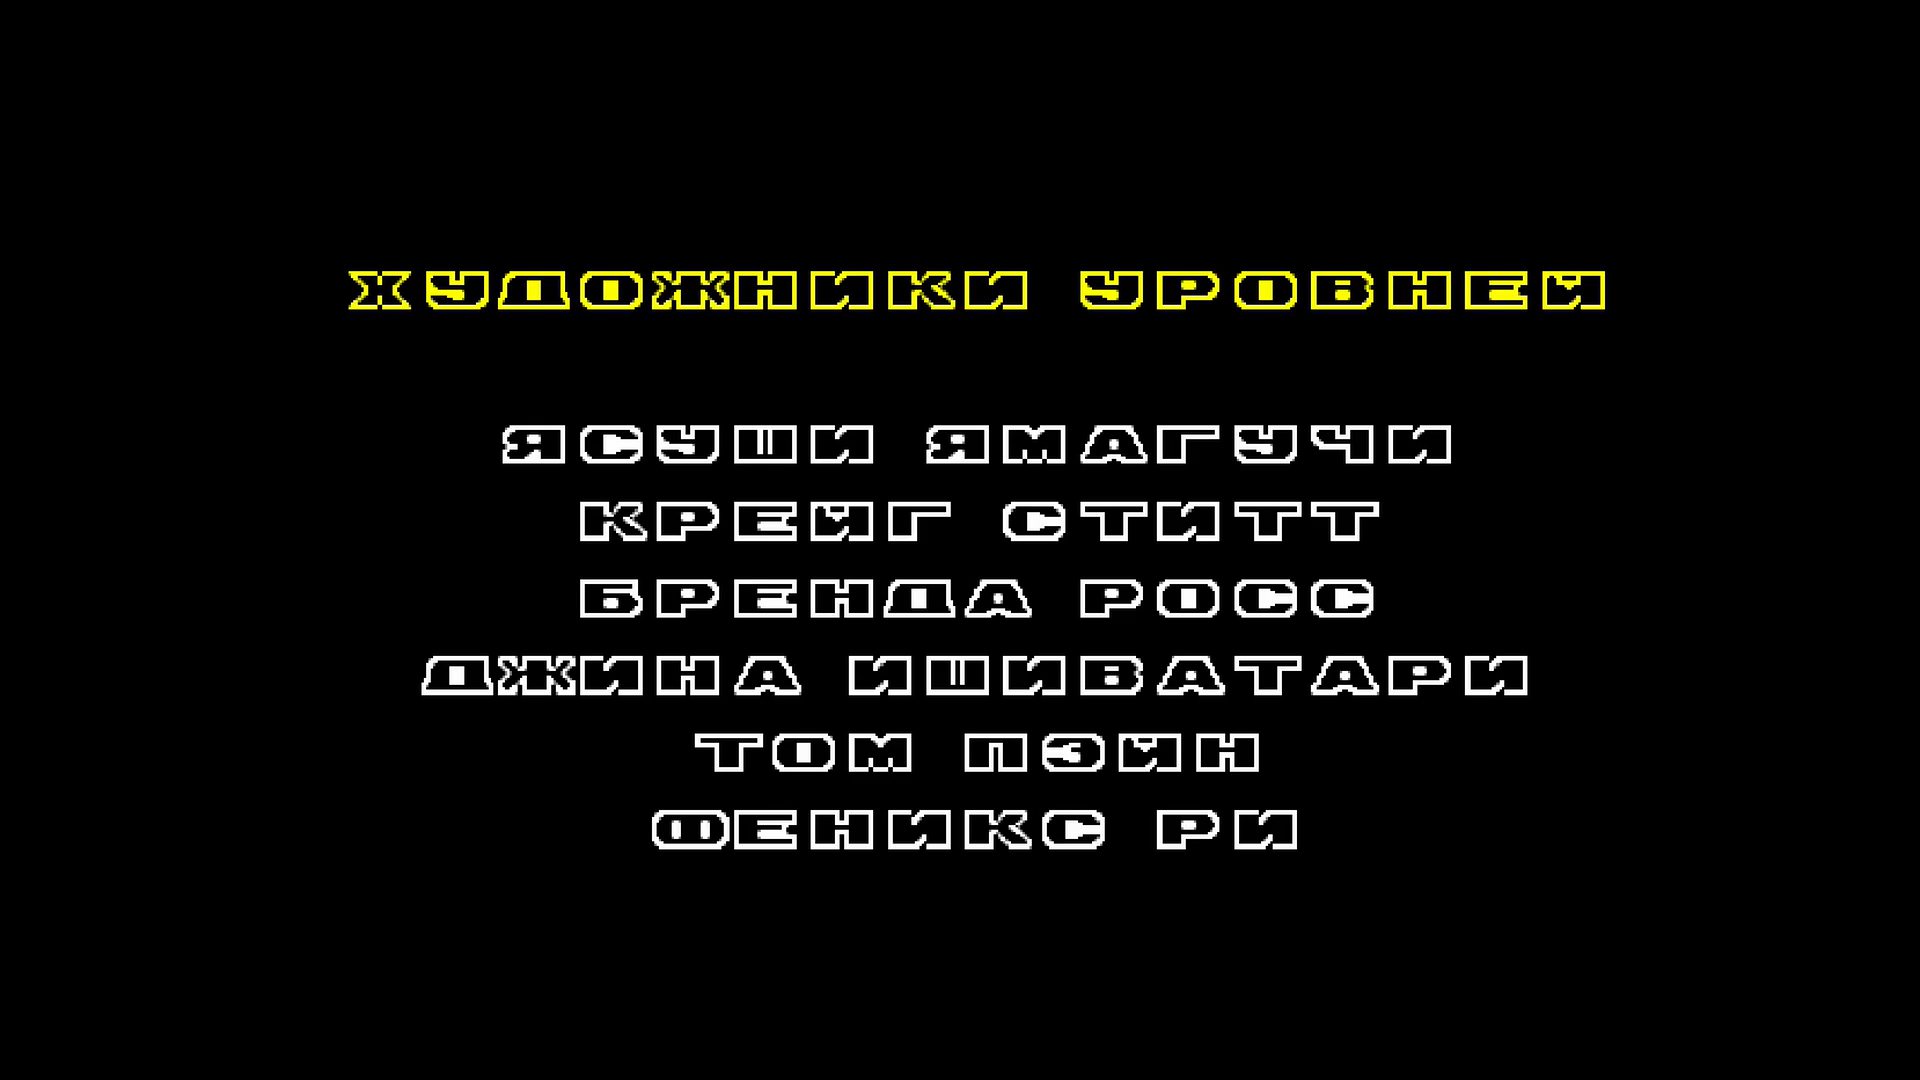 ХУДОЖНИКИ УРОВНЕЙ
ЯСУШИ ЯМАГУЧИ
КРЕЙГ СТИТТ
БРЕНДА РОСС
ДЖИНА ИШИВАТАРИ
ТОМ ПЭЙН
ФЕНИКС РИ